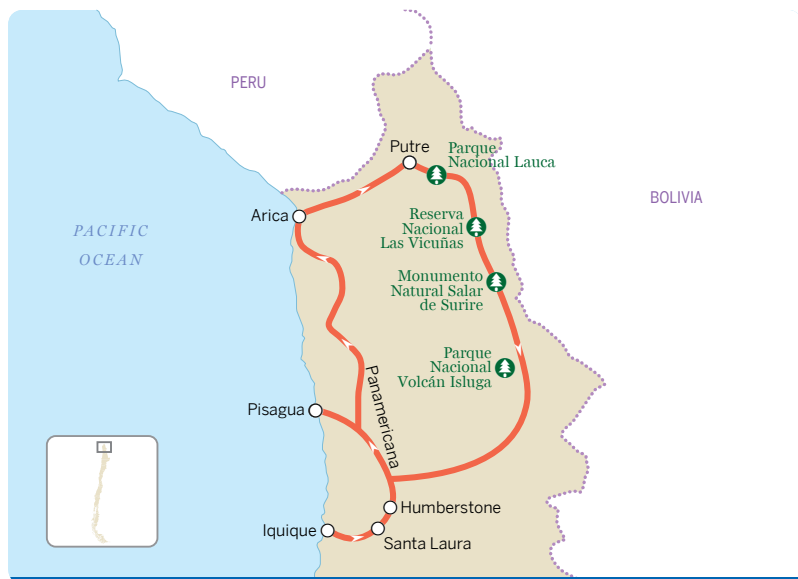 PERU
Putre
Parque
Nacional Lauca
BOLIVIA
Arica
Reserva
Nacional
Las Vicuñas
PACIFIC
OCEAN
Monumento
Natural Salar
de Surire
Parque
Nacional
Volcán Isluga
Panamericana
Pisagua
Humberstone
Iquique
Santa Laura